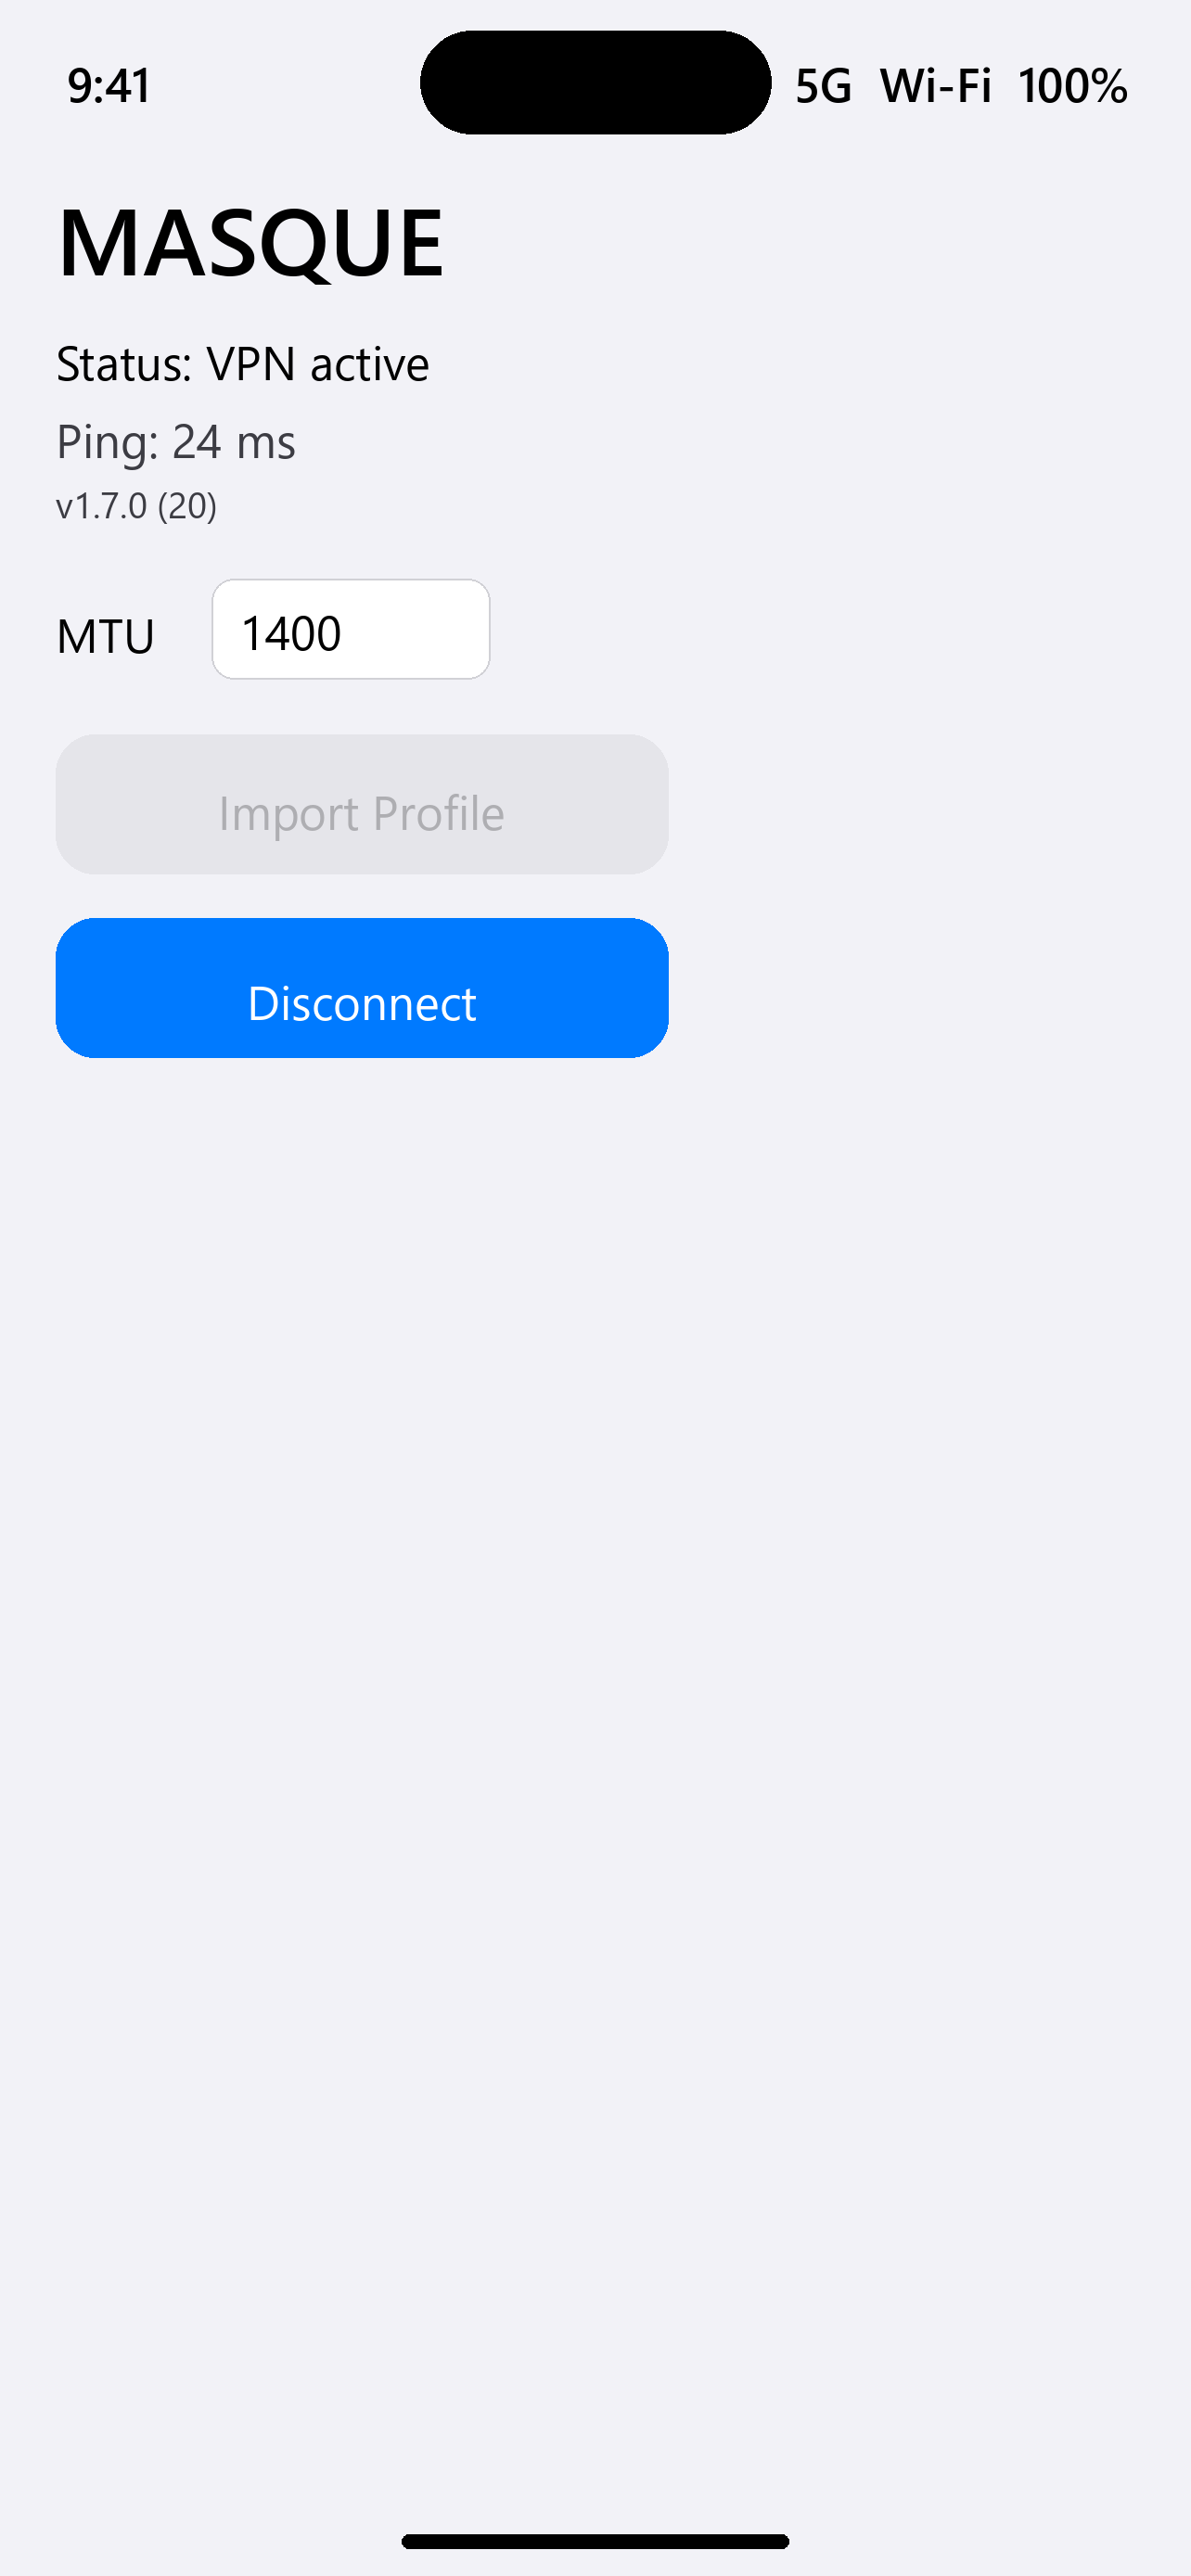 9:41 5G Wi-Fi 100%
MASQUE
Status: VPN active
Ping: 24 ms
v1.7.0 (20)
MTU 1400
Import Profile
Disconnect